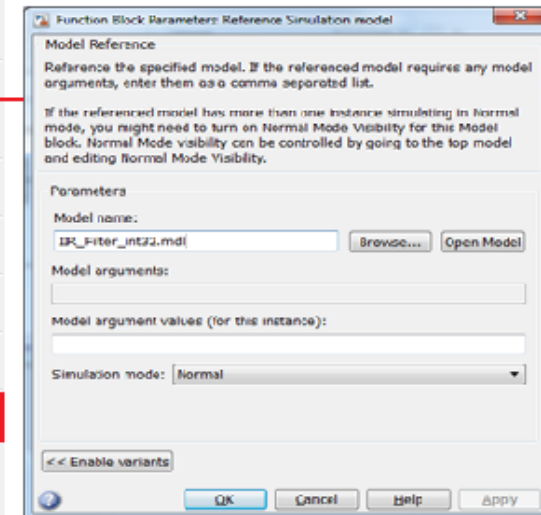 Function Block Parameters: Reference Simulation model
Model Reference
Reference the specified model. If the referenced model requires any model
arguments, enter them as a comma separated list.
If the referenced model has more than one instance simulating in Normal
mode, you might need to turn on Normal Mode Visibility for this Model
block. Normal Mode visibility can be controlled by going to the top model
and editing Normal Mode Visibility.
Parameters
Model name:
IIR_Filter_int32.mdl
Browse...
Open Model
Model arguments:
Model argument values (for this instance):
Simulation mode:
Normal
<< Enable variants
OK
Cancel
Help
Apply